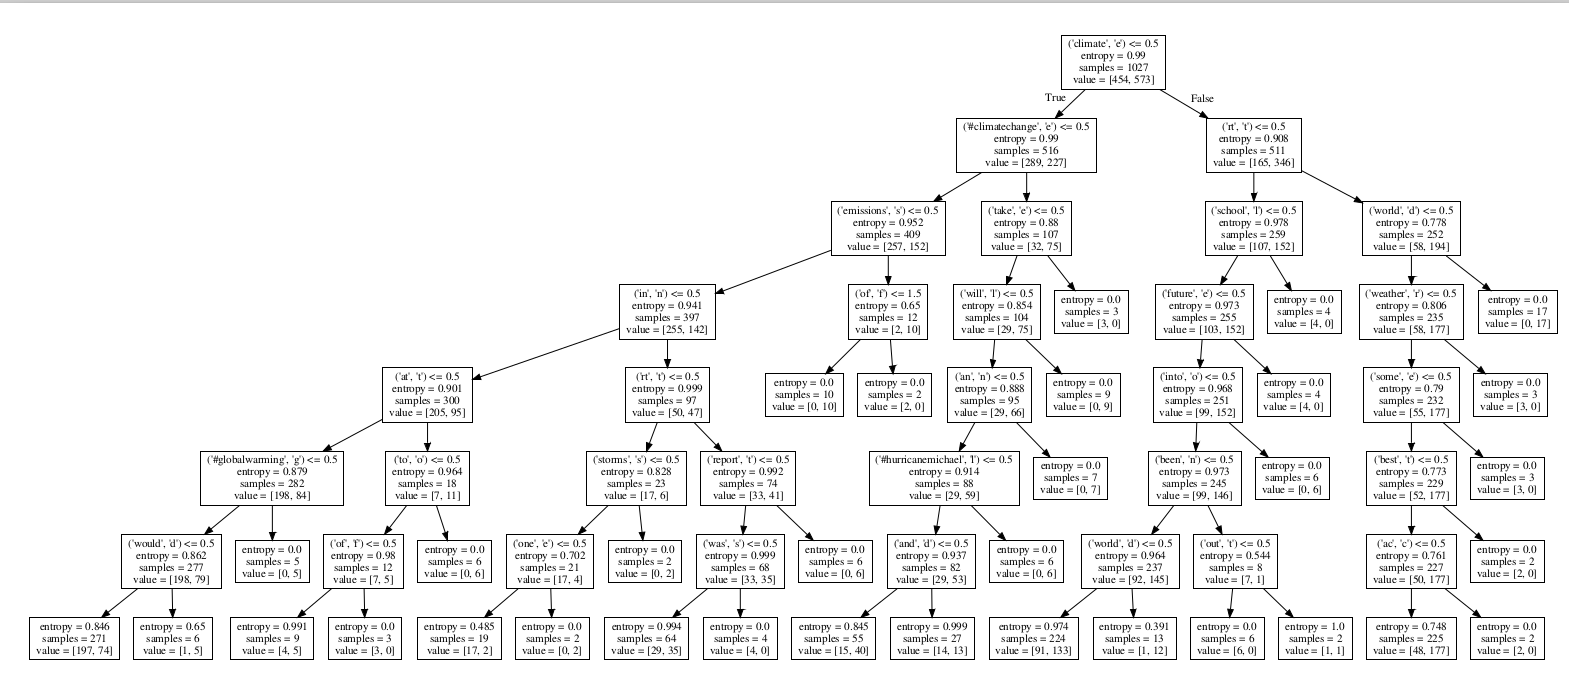 ('climate', 'e') <= 0.5
entropy = 0.99
samples = 1027
value = [454, 573]
True
False
('#climatechange', 'e') <= 0.5
entropy = 0.99
samples = 516
value = [289, 227]
('rt', 't') <= 0.5
entropy = 0.908
samples = 511
value = [165, 346]
('emissions', 's') <= 0.5
entropy = 0.952
samples = 409
value = [257, 152]
('take', 'e') <= 0.5
entropy = 0.88
samples = 107
value = [32, 75]
('school', 'l') <= 0.5
entropy = 0.978
samples = 259
value = [107, 152]
('world', 'd') <= 0.5
entropy = 0.778
samples = 252
value = [58, 194]
('in', 'n') <= 0.5
entropy = 0.941
samples = 397
value = [255, 142]
('of', 'f') <= 1.5
entropy = 0.65
samples = 12
value = [2, 10]
('will', 'l') <= 0.5
entropy = 0.854
samples = 104
value = [29, 75]
entropy = 0.0
samples = 3
value = [3, 0]
('future', 'e') <= 0.5
entropy = 0.973
samples = 255
value = [103, 152]
entropy = 0.0
samples = 4
value = [4, 0]
('weather', 'r') <= 0.5
entropy = 0.806
samples = 235
value = [58, 177]
entropy = 0.0
samples = 17
value = [0, 17]
('at', 't') <= 0.5
entropy = 0.901
samples = 300
value = [205, 95]
('rt', 't') <= 0.5
entropy = 0.999
samples = 97
value = [50, 47]
entropy = 0.0
samples = 10
value = [0, 10]
entropy = 0.0
samples = 2
value = [2, 0]
('an', 'n') <= 0.5
entropy = 0.888
samples = 95
value = [29, 66]
entropy = 0.0
samples = 9
value = [0, 9]
('into', 'o') <= 0.5
entropy = 0.968
samples = 251
value = [99, 152]
entropy = 0.0
samples = 4
value = [4, 0]
('some', 'e') <= 0.5
entropy = 0.79
samples = 232
value = [55, 177]
entropy = 0.0
samples = 3
value = [3, 0]
('#globalwarming', 'g') <= 0.5
entropy = 0.879
samples = 282
value = [198, 84]
('to', 'o') <= 0.5
entropy = 0.964
samples = 18
value = [7, 11]
('storms', 's') <= 0.5
entropy = 0.828
samples = 23
value = [17, 6]
('report', 't') <= 0.5
entropy = 0.992
samples = 74
value = [33, 41]
('#hurricanemichael', 'l') <= 0.5
entropy = 0.914
samples = 88
value = [29, 59]
entropy = 0.0
samples = 7
value = [0, 7]
('been', 'n') <= 0.5
entropy = 0.973
samples = 245
value = [99, 146]
entropy = 0.0
samples = 6
value = [0, 6]
('best', 't') <= 0.5
entropy = 0.773
samples = 229
value = [52, 177]
entropy = 0.0
samples = 3
value = [3, 0]
('would', 'd') <= 0.5
entropy = 0.862
samples = 277
value = [198, 79]
entropy = 0.0
samples = 5
value = [0, 5]
('of', 'f') <= 0.5
entropy = 0.98
samples = 12
value = [7, 5]
entropy = 0.0
samples = 6
value = [0, 6]
('one', 'e') <= 0.5
entropy = 0.702
samples = 21
value = [17, 4]
entropy = 0.0
samples = 2
value = [0, 2]
('was', 's') <= 0.5
entropy = 0.999
samples = 68
value = [33, 35]
entropy = 0.0
samples = 6
value = [0, 6]
('and', 'd') <= 0.5
entropy = 0.937
samples = 82
value = [29, 53]
entropy = 0.0
samples = 6
value = [0, 6]
('world', 'd') <= 0.5
entropy = 0.964
samples = 237
value = [92, 145]
('out', 't') <= 0.5
entropy = 0.544
samples = 8
value = [7, 1]
('ac', 'c') <= 0.5
entropy = 0.761
samples = 227
value = [50, 177]
entropy = 0.0
samples = 2
value = [2, 0]
entropy = 0.846
samples = 271
value = [197, 74]
entropy = 0.65
samples = 6
value = [1, 5]
entropy = 0.991
samples = 9
value = [4, 5]
entropy = 0.0
samples = 3
value = [3, 0]
entropy = 0.485
samples = 19
value = [17, 2]
entropy = 0.0
samples = 2
value = [0, 2]
entropy = 0.994
samples = 64
value = [29, 35]
entropy = 0.0
samples = 4
value = [4, 0]
entropy = 0.845
samples = 55
value = [15, 40]
entropy = 0.999
samples = 27
value = [14, 13]
entropy = 0.974
samples = 224
value = [91, 133]
entropy = 0.391
samples = 13
value = [1, 12]
entropy = 0.0
samples = 6
value = [6, 0]
entropy = 1.0
samples = 2
value = [1, 1]
entropy = 0.748
samples = 225
value = [48, 177]
entropy = 0.0
samples = 2
value = [2, 0]